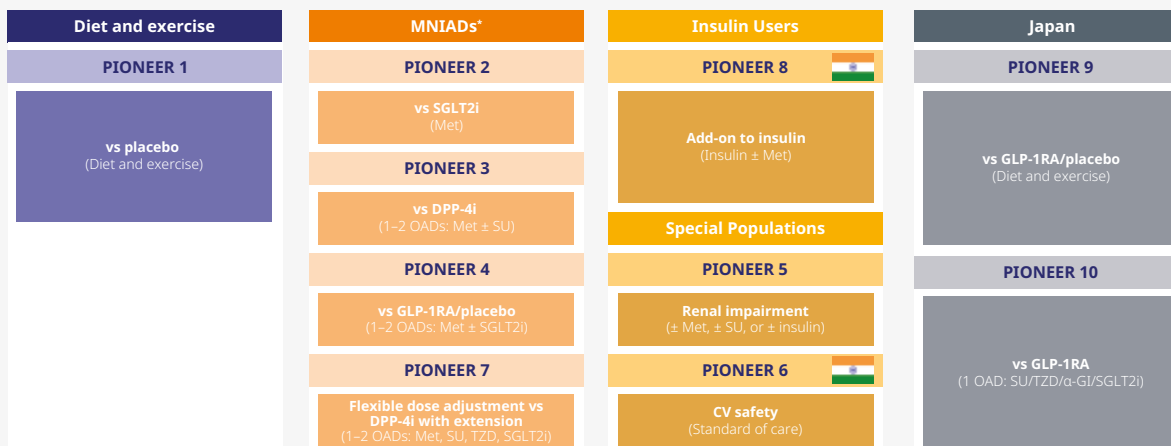 Diet and exercise
PIONEER 1
vs placebo
(Diet and exercise)
MNIADs*
PIONEER 2
vs SGLT2i
(Met)
PIONEER 3
vs DPP-4i
(1–2 OADs: Met ± SU)
PIONEER 4
vs GLP-1RA/placebo
(1–2 OADs: Met ± SGLT2i)
PIONEER 7
Flexible dose adjustment vs
DPP-4i with extension
(1–2 OADs: Met, SU, TZD, SGLT2i)
Insulin Users
PIONEER 8
Add-on to insulin
(Insulin ± Met)
Special Populations
PIONEER 5
Renal impairment
(± Met, ± SU, or ± insulin)
PIONEER 6
CV safety
(Standard of care)
Japan
PIONEER 9
vs GLP-1RA/placebo
(Diet and exercise)
PIONEER 10
vs GLP-1RA
(1 OAD: SU/TZD/α-GI/SGLT2i)